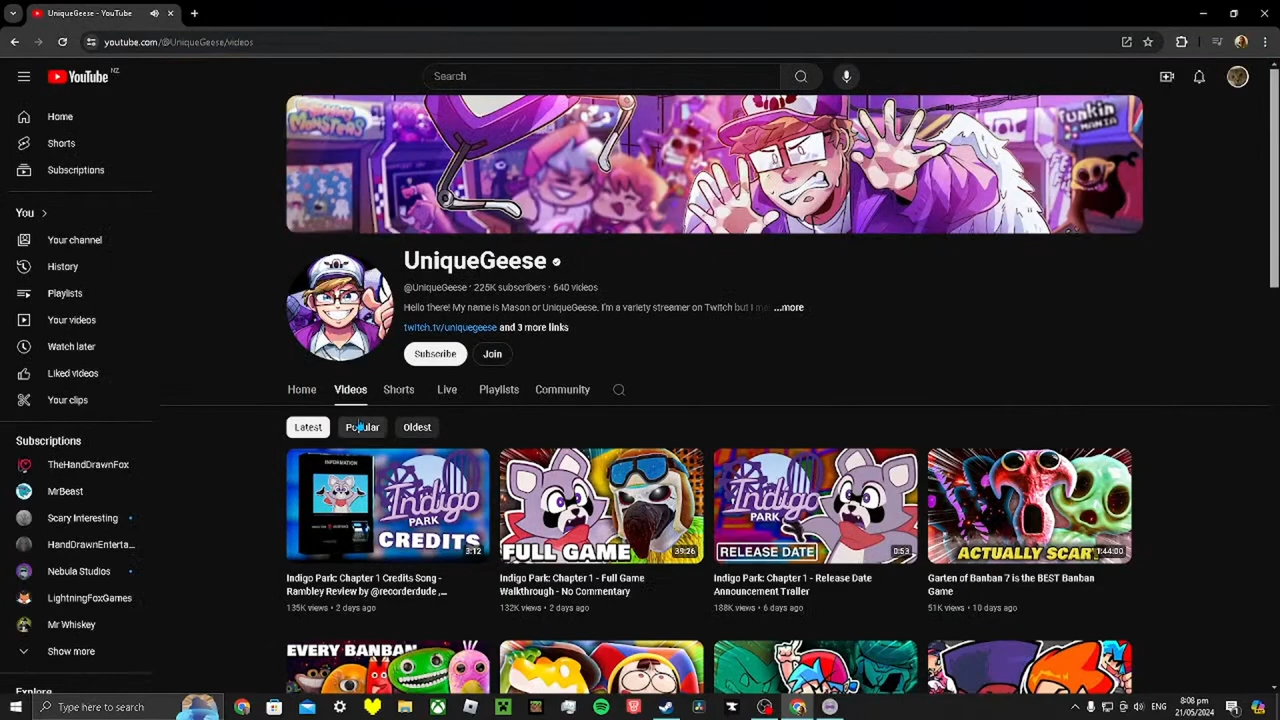 UniqueGeese - YouTube
youtube.com/@UniqueGeese/videos
YouTube NZ
Search
Home
Shorts
Subscriptions
You
Your channel
History
Playlists
Your videos
Watch later
Liked videos
Your clips
Subscriptions
TheHandDrawnFox
MrBeast
Scary Interesting
HandDrawnEnterta...
Nebula Studios
LightningFoxGames
Mr Whiskey
Show more
Explore
funkin
MANIA
UniqueGeese
@UniqueGeese · 225K subscribers · 640 videos
Hello there! My name is Mason or UniqueGeese. I'm a variety streamer on Twitch but I ...more
twitch.tv/uniquegeese and 3 more links
Subscribe
Join
Home
Videos
Shorts
Live
Playlists
Community
Latest
Popular
Oldest
INFORMATION
Indigo
PARK
CREDITS
3:12
FULL GAME
39:26
Indigo
PARK
RELEASE DATE
0:53
ACTUALLY SCAR
1:44:00
Indigo Park: Chapter 1 Credits Song -
Rambley Review by @recorderdude ,...
135K views · 2 days ago
Indigo Park: Chapter 1 - Full Game
Walkthrough - No Commentary
132K views · 2 days ago
Indigo Park: Chapter 1 - Release Date
Announcement Trailer
188K views · 6 days ago
Garten of Banban 7 is the BEST Banban
Game
51K views · 10 days ago
EVERY BANBAN
Type here to search
ENG
8:08 pm
21/05/2024